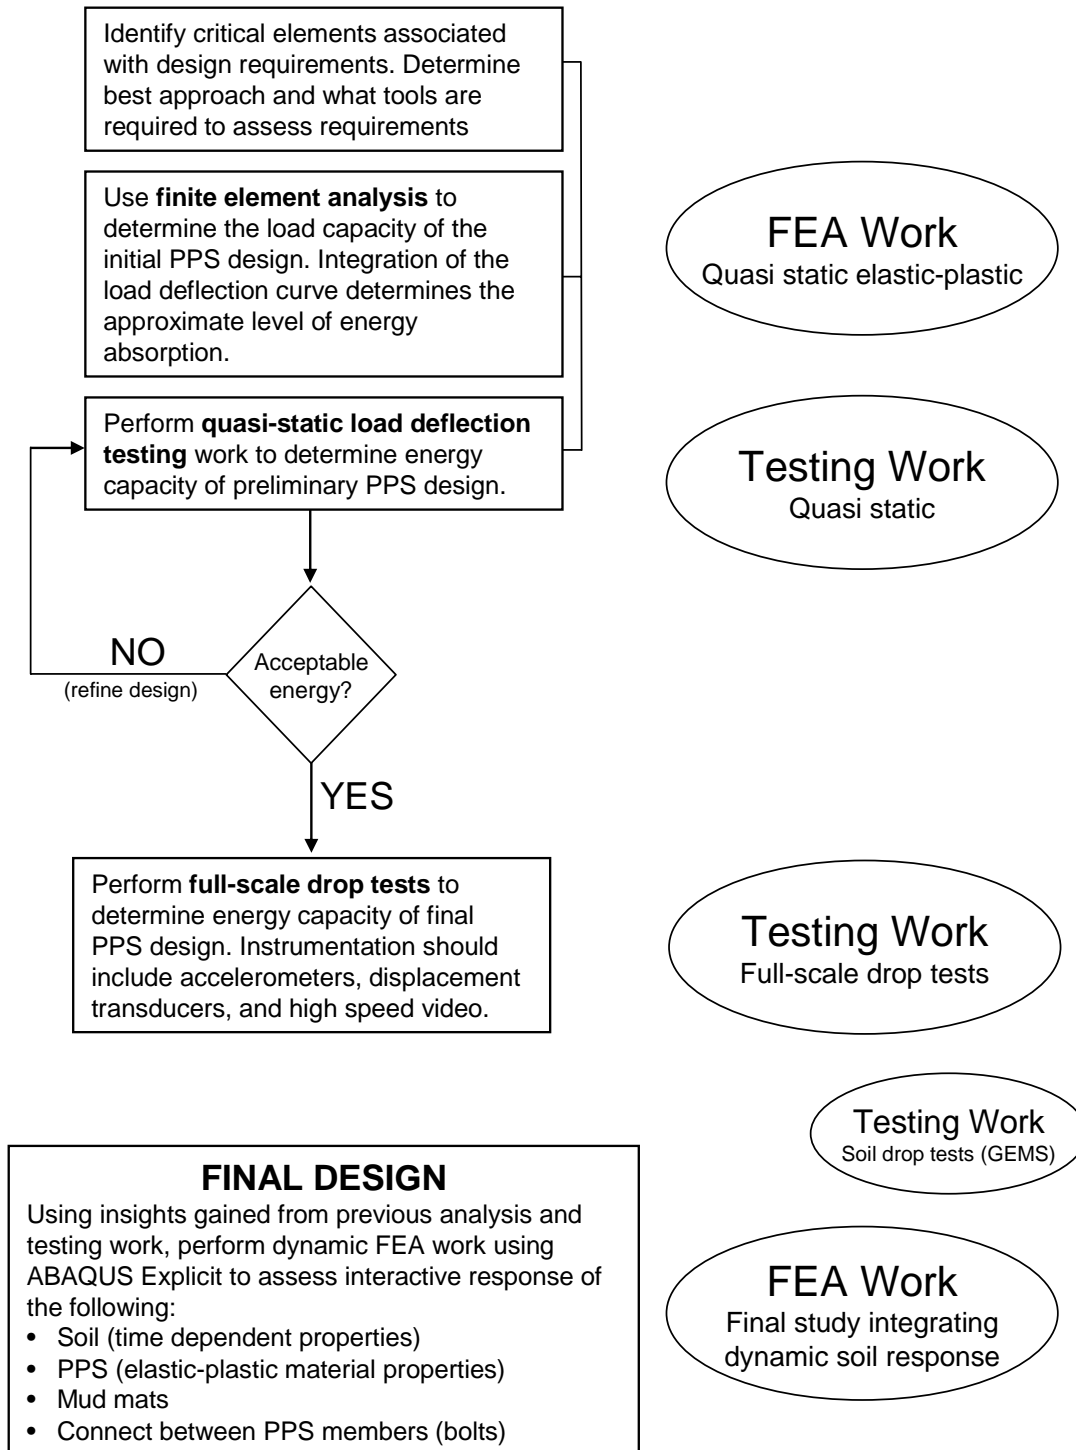 Identify critical elements associated
with design requirements. Determine
best approach and what tools are
required to assess requirements
Use finite element analysis to
determine the load capacity of the
initial PPS design. Integration of the
load deflection curve determines the
approximate level of energy
absorption.
FEA Work
Quasi static elastic-plastic
Perform quasi-static load deflection
testing work to determine energy
capacity of preliminary PPS design.
Testing Work
Quasi static
NO
(refine design)
Acceptable
energy?
YES
Perform full-scale drop tests to
determine energy capacity of final
PPS design. Instrumentation should
include accelerometers, displacement
transducers, and high speed video.
Testing Work
Full-scale drop tests
Testing Work
Soil drop tests (GEMS)
FINAL DESIGN
Using insights gained from previous analysis and
testing work, perform dynamic FEA work using
ABAQUS Explicit to assess interactive response of
the following:
• Soil (time dependent properties)
• PPS (elastic-plastic material properties)
• Mud mats
• Connect between PPS members (bolts)
FEA Work
Final study integrating
dynamic soil response